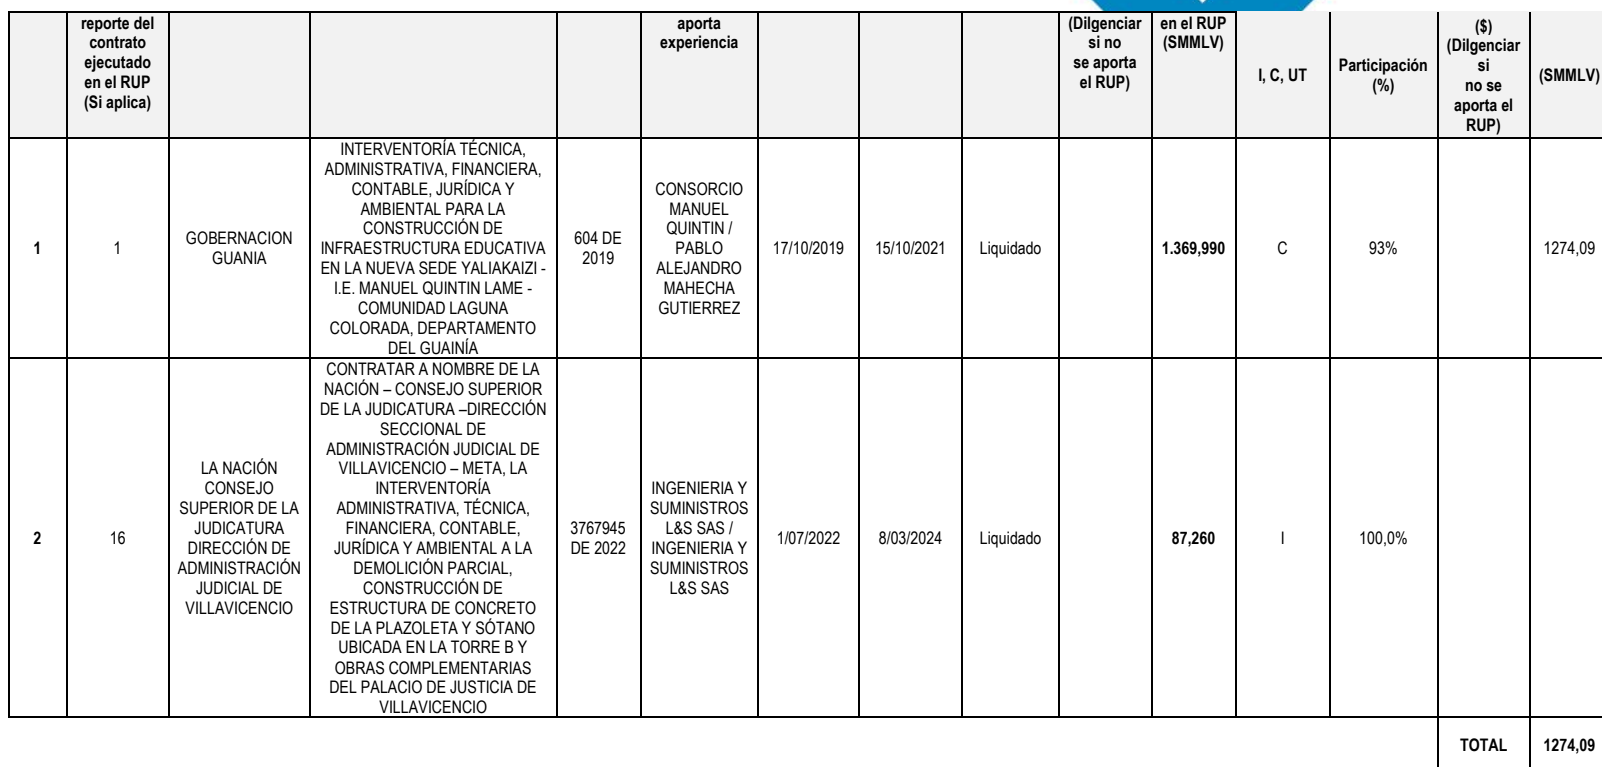 reporte del
contrato
ejecutado
en el RUP
(Si aplica)
aporta
experiencia
(Dilgenciar
si no
se aporta
el RUP)
en el RUP
(SMMLV)
I, C, UT
Participación
(%)
($)
(Dilgenciar
si
no se
aporta el
RUP)
(SMMLV)
1
1
GOBERNACION
GUANIA
INTERVENTORÍA TÉCNICA,
ADMINISTRATIVA, FINANCIERA,
CONTABLE, JURÍDICA Y
AMBIENTAL PARA LA
CONSTRUCCIÓN DE
INFRAESTRUCTURA EDUCATIVA
EN LA NUEVA SEDE YALIAKAIZI -
I.E. MANUEL QUINTIN LAME -
COMUNIDAD LAGUNA
COLORADA, DEPARTAMENTO
DEL GUAINÍA
604 DE
2019
CONSORCIO
MANUEL
QUINTIN /
PABLO
ALEJANDRO
MAHECHA
GUTIERREZ
17/10/2019
15/10/2021
Liquidado
1.369,990
C
93%
1274,09
2
16
LA NACIÓN
CONSEJO
SUPERIOR DE LA
JUDICATURA
DIRECCIÓN DE
ADMINISTRACIÓN
JUDICIAL DE
VILLAVICENCIO
CONTRATAR A NOMBRE DE LA
NACIÓN – CONSEJO SUPERIOR
DE LA JUDICATURA –DIRECCIÓN
SECCIONAL DE
ADMINISTRACIÓN JUDICIAL DE
VILLAVICENCIO – META, LA
INTERVENTORÍA
ADMINISTRATIVA, TÉCNICA,
FINANCIERA, CONTABLE,
JURÍDICA Y AMBIENTAL A LA
DEMOLICIÓN PARCIAL,
CONSTRUCCIÓN DE
ESTRUCTURA DE CONCRETO
DE LA PLAZOLETA Y SÓTANO
UBICADA EN LA TORRE B Y
OBRAS COMPLEMENTARIAS
DEL PALACIO DE JUSTICIA DE
VILLAVICENCIO
3767945
DE 2022
INGENIERIA Y
SUMINISTROS
L&S SAS /
INGENIERIA Y
SUMINISTROS
L&S SAS
1/07/2022
8/03/2024
Liquidado
87,260
I
100,0%
TOTAL
1274,09